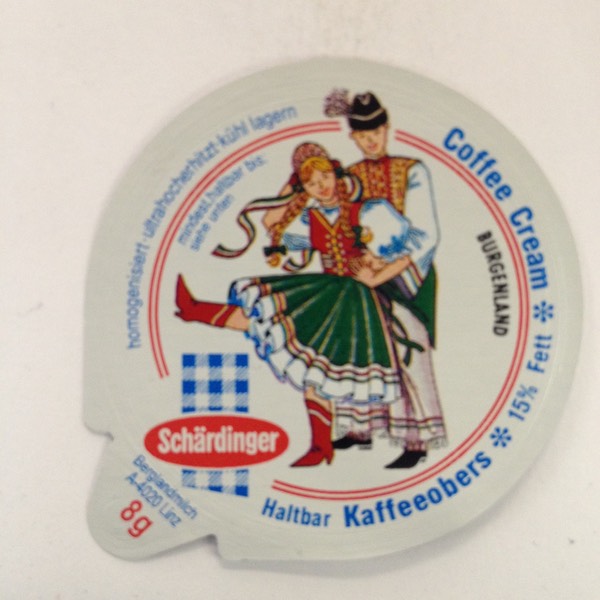 homogenisiert·ultrahocherhitzt·kühl lagern
mindest.haltbar bis:
siehe unten
Coffee Cream ✻ 15% Fett ✻
BURGENLAND
Haltbar Kaffeeobers
Schärdinger
Berglandmilch
A-4020 Linz
8g